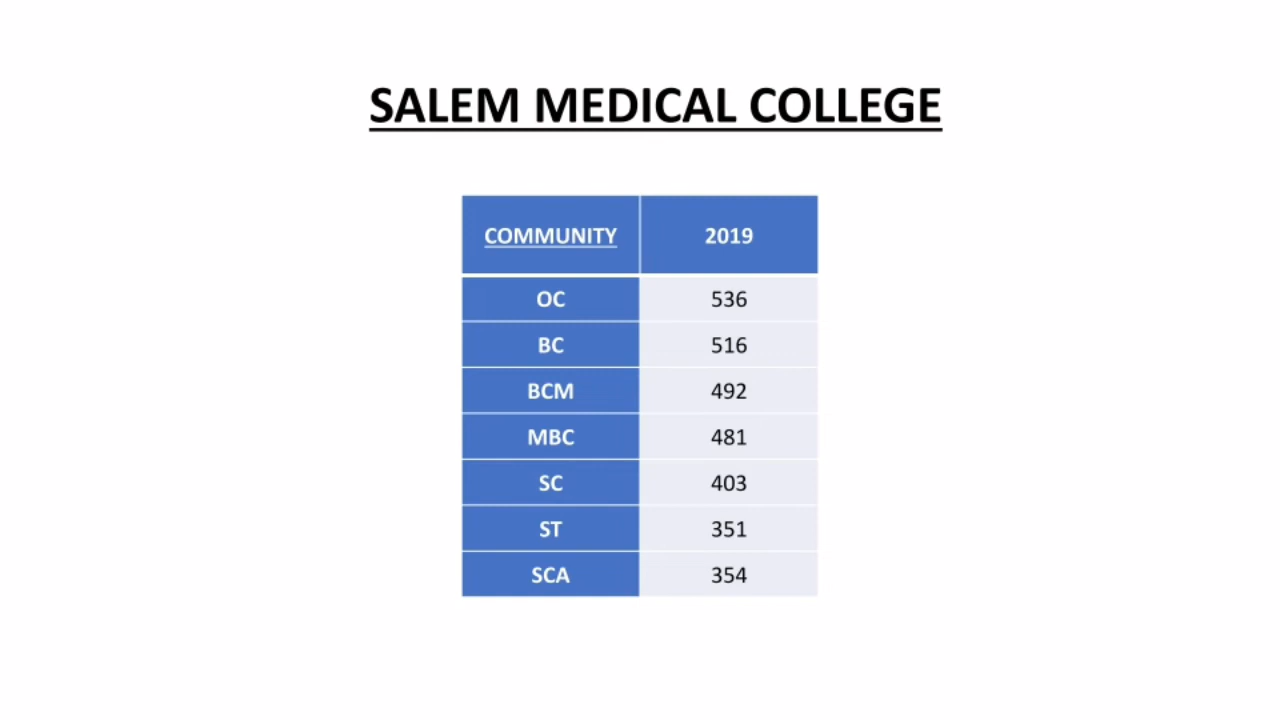 SALEM MEDICAL COLLEGE
COMMUNITY 2019
OC 536
BC 516
BCM 492
MBC 481
SC 403
ST 351
SCA 354